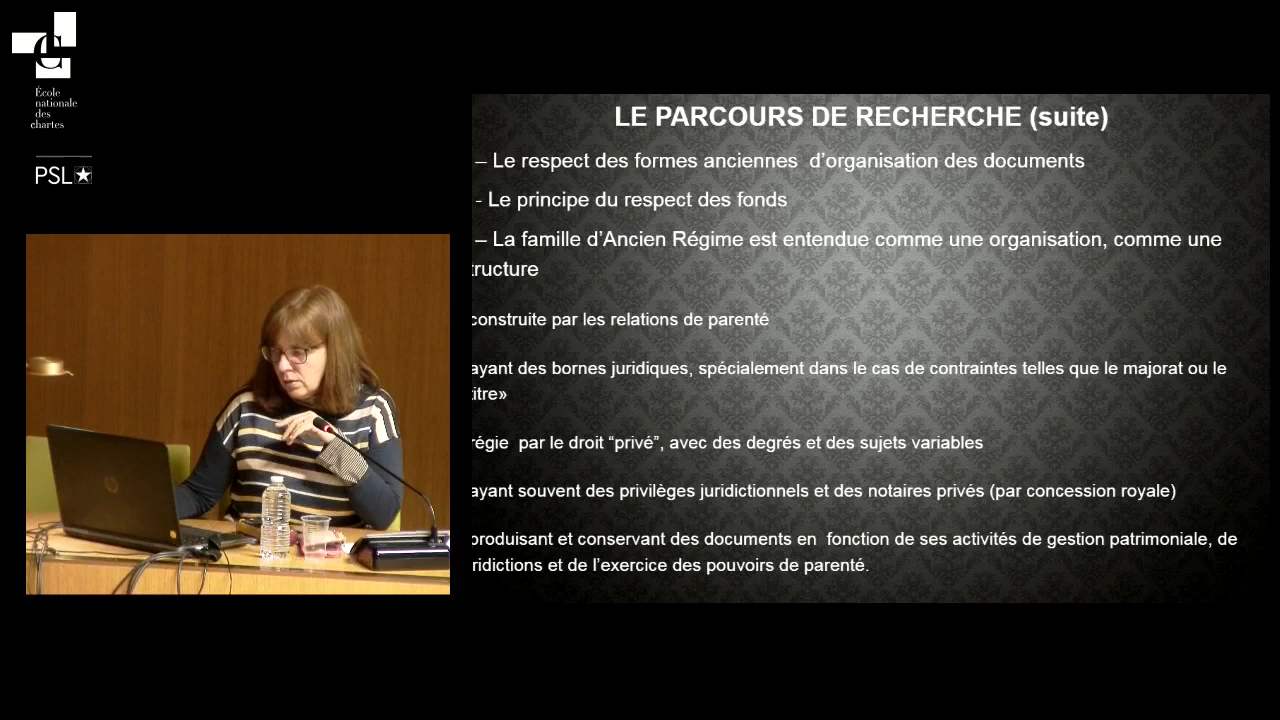 École
nationale
des
chartes
PSL
LE PARCOURS DE RECHERCHE (suite)
– Le respect des formes anciennes d’organisation des documents
- Le principe du respect des fonds
– La famille d’Ancien Régime est entendue comme une organisation, comme une
tructure
construite par les relations de parenté
ayant des bornes juridiques, spécialement dans le cas de contraintes telles que le majorat ou le
titre»
régie par le droit “privé”, avec des degrés et des sujets variables
ayant souvent des privilèges juridictionnels et des notaires privés (par concession royale)
produisant et conservant des documents en fonction de ses activités de gestion patrimoniale, de
ridictions et de l’exercice des pouvoirs de parenté.